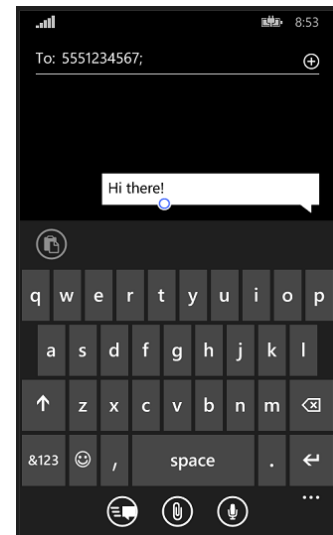 8:53
To: 5551234567;
Hi there!
q w e r t y u i o p
a s d f g h j k l
z x c v b n m
&123 , space .